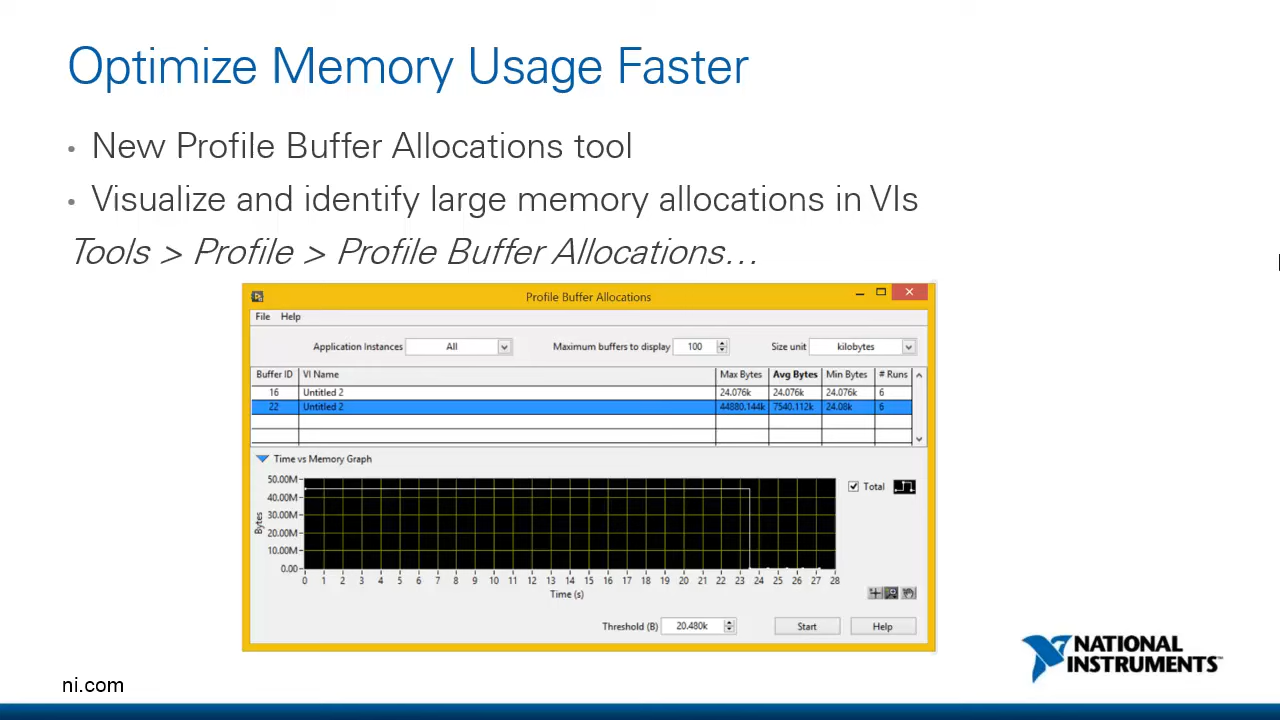 Optimize Memory Usage Faster
• New Profile Buffer Allocations tool
• Visualize and identify large memory allocations in VIs
Tools > Profile > Profile Buffer Allocations…
Profile Buffer Allocations
File Help
Application Instances All Maximum buffers to display 100 Size unit kilobytes
Buffer ID VI Name Max Bytes Avg Bytes Min Bytes # Runs
16 Untitled 2 24.076k 24.076k 24.076k 6
22 Untitled 2 44880.144k 7540.112k 24.08k 6
Time vs Memory Graph
50.00M
40.00M
30.00M
20.00M
10.00M
0.00
Bytes
Total
0 1 2 3 4 5 6 7 8 9 10 11 12 13 14 15 16 17 18 19 20 21 22 23 24 25 26 27 28
Time (s)
Threshold (B) 20.480k Start Help
NATIONAL
INSTRUMENTS™
ni.com